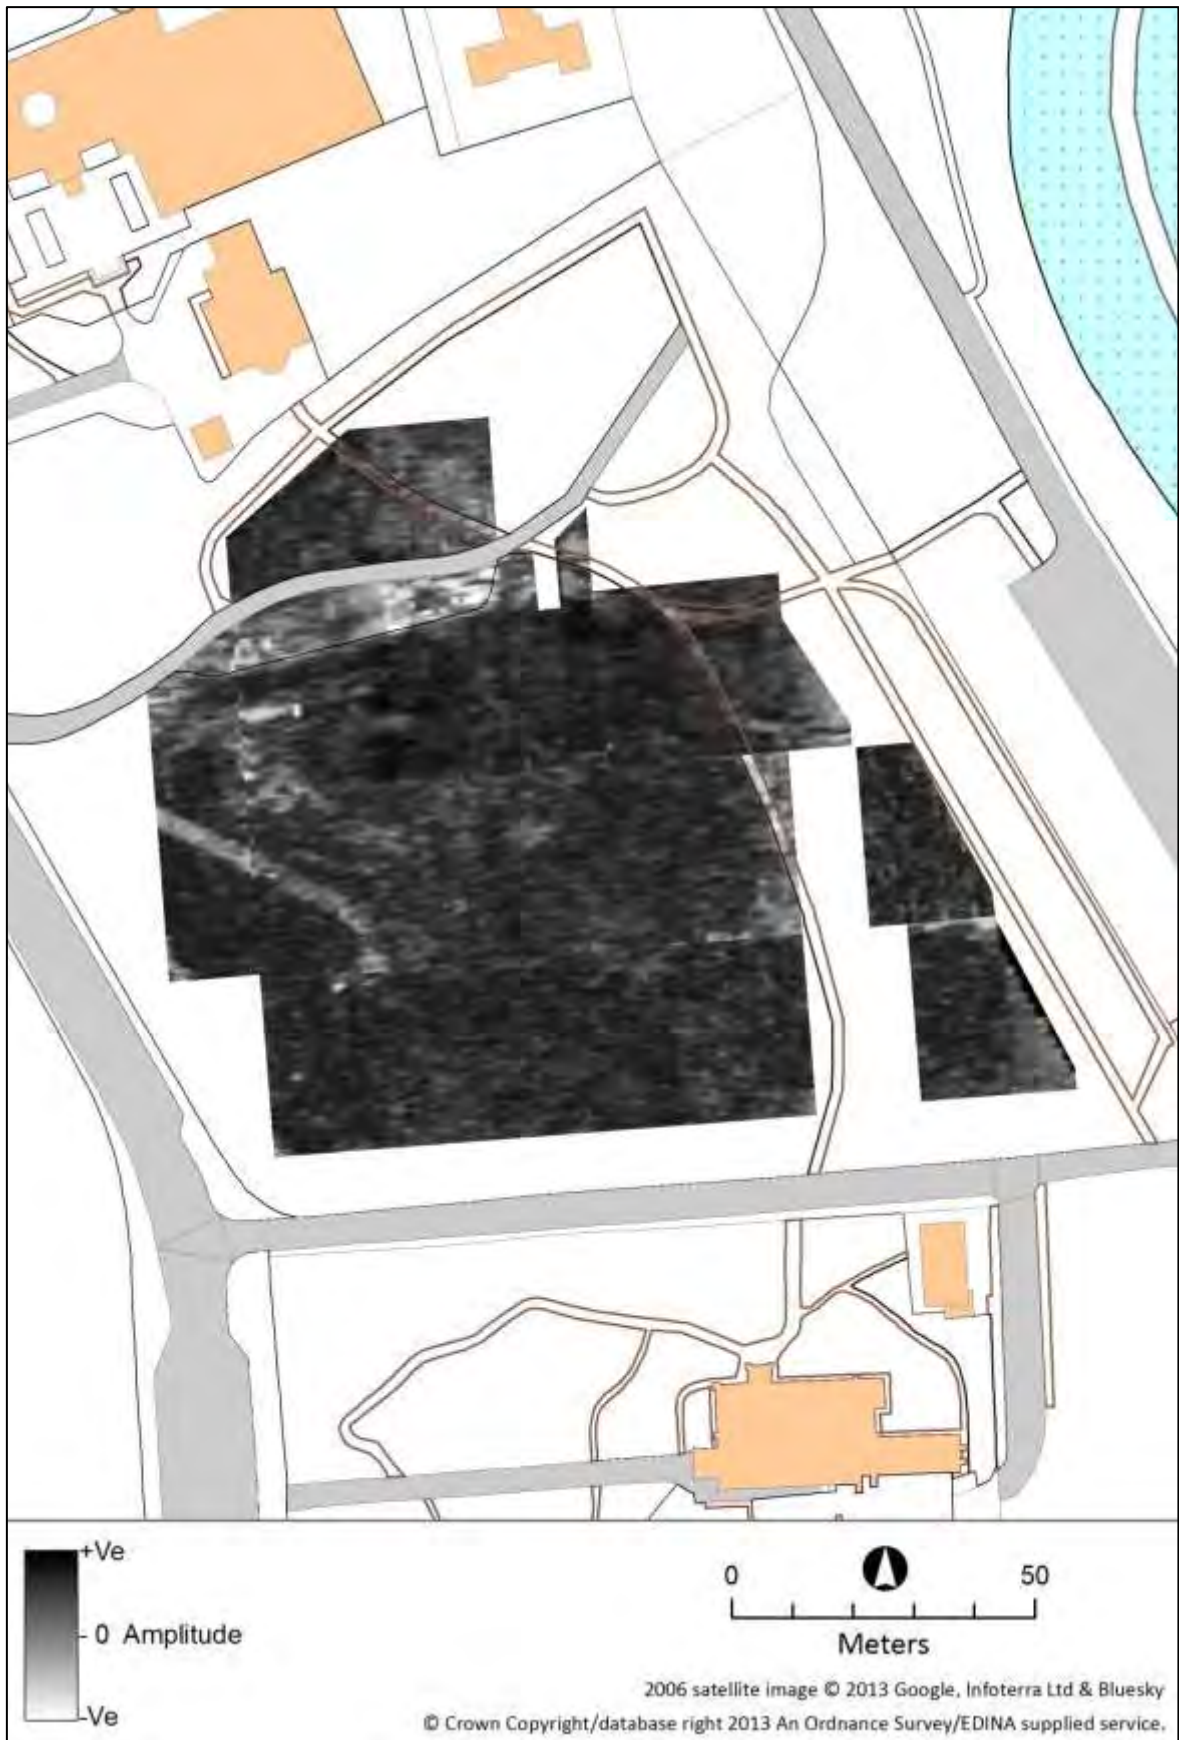 +Ve
- 0 Amplitude
-Ve
0 50
Meters
2006 satellite image © 2013 Google, Infoterra Ltd & Bluesky
© Crown Copyright/database right 2013 An Ordnance Survey/EDINA supplied service.